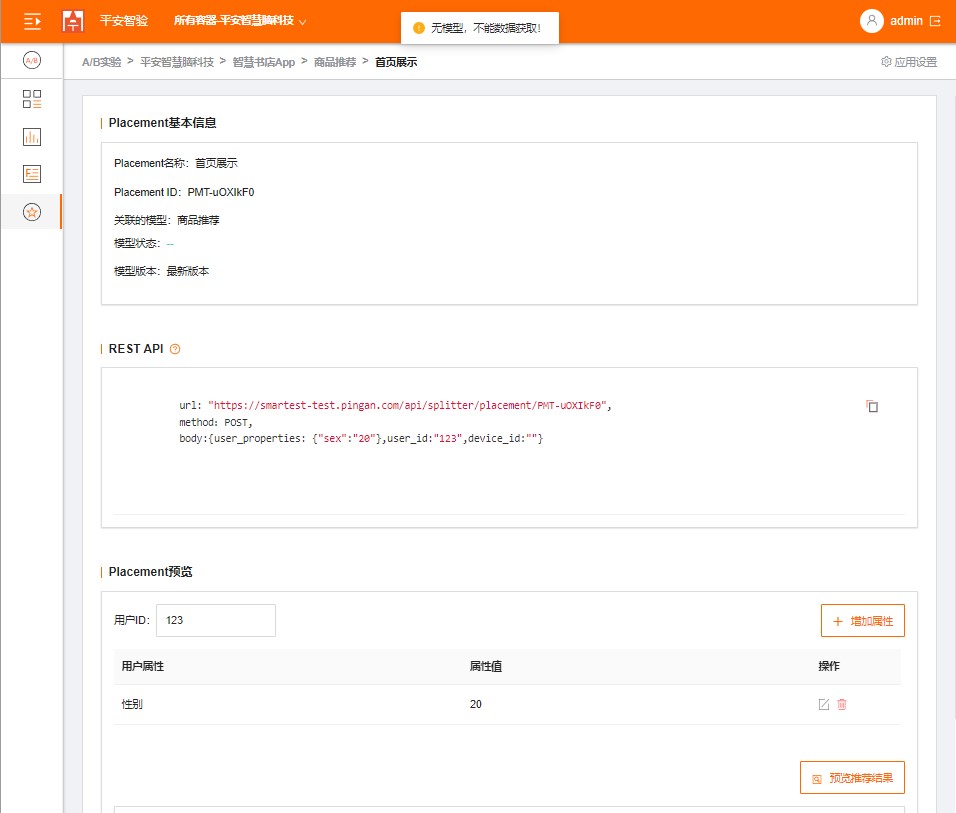 平安智验
所有容器-平安智慧脑科技
无模型，不能数据获取!
admin
A/B
A/B实验 > 平安智慧脑科技 > 智慧书店App > 商品推荐 > 首页展示
应用设置
Placement基本信息
Placement名称: 首页展示
Placement ID: PMT-uOXIkF0
关联的模型: 商品推荐
模型状态: --
模型版本: 最新版本
REST API
url: "https://smartest-test.pingan.com/api/splitter/placement/PMT-uOXIkF0",
method: POST,
body:{user_properties: {"sex":"20"},user_id:"123",device_id:""}
Placement预览
用户ID: 123
+ 增加属性
用户属性 属性值 操作
性别 20
预览推荐结果